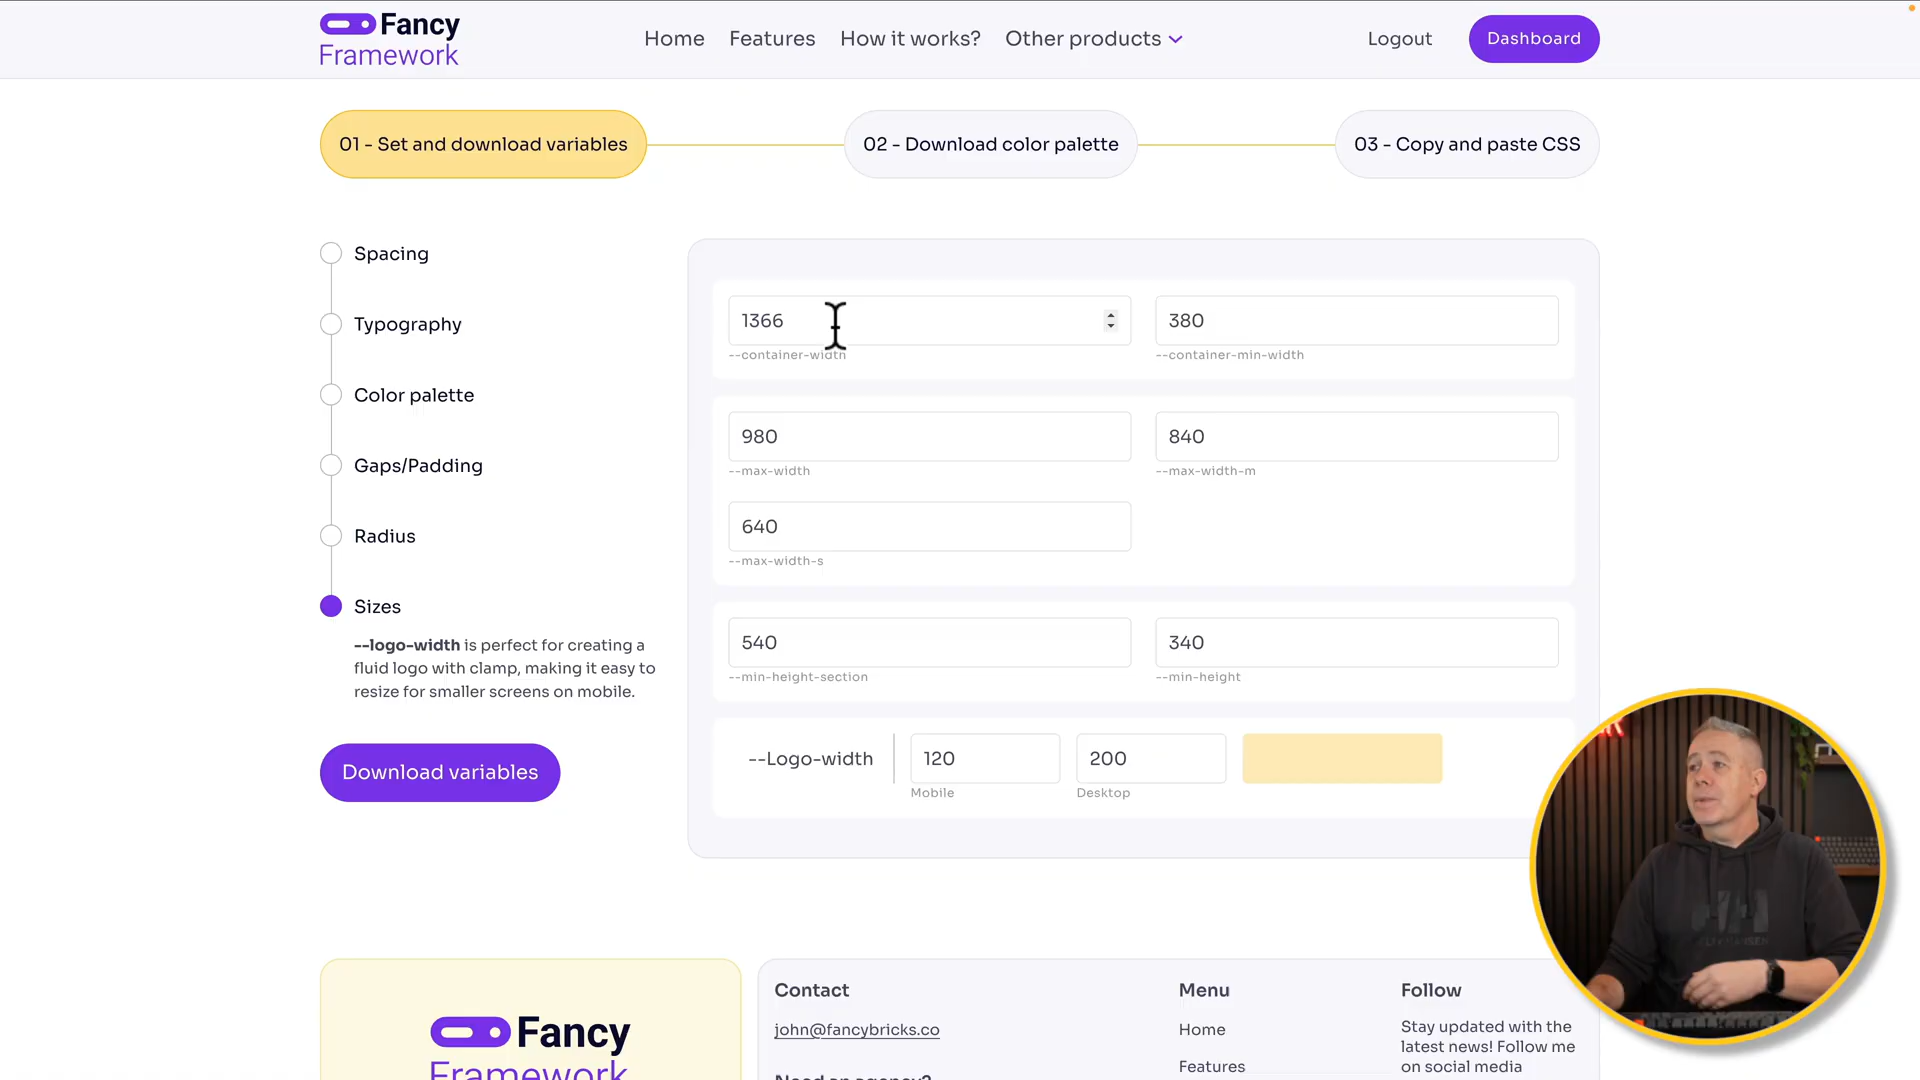 Fancy
Framework
Home
Features
How it works?
Other products
Logout
Dashboard
01 - Set and download variables
02 - Download color palette
03 - Copy and paste CSS
Spacing
Typography
Color palette
Gaps/Padding
Radius
Sizes
--logo-width is perfect for creating a
fluid logo with clamp, making it easy to
resize for smaller screens on mobile.
Download variables
1366
--container-width
380
--container-min-width
980
--max-width
840
--max-width-m
640
--max-width-s
540
--min-height-section
340
--min-height
--Logo-width
120
Mobile
200
Desktop
Fancy
Framework
Contact
john@fancybricks.co
Need an agency?
Menu
Home
Features
Follow
Stay updated with the
latest news! Follow me
on social media